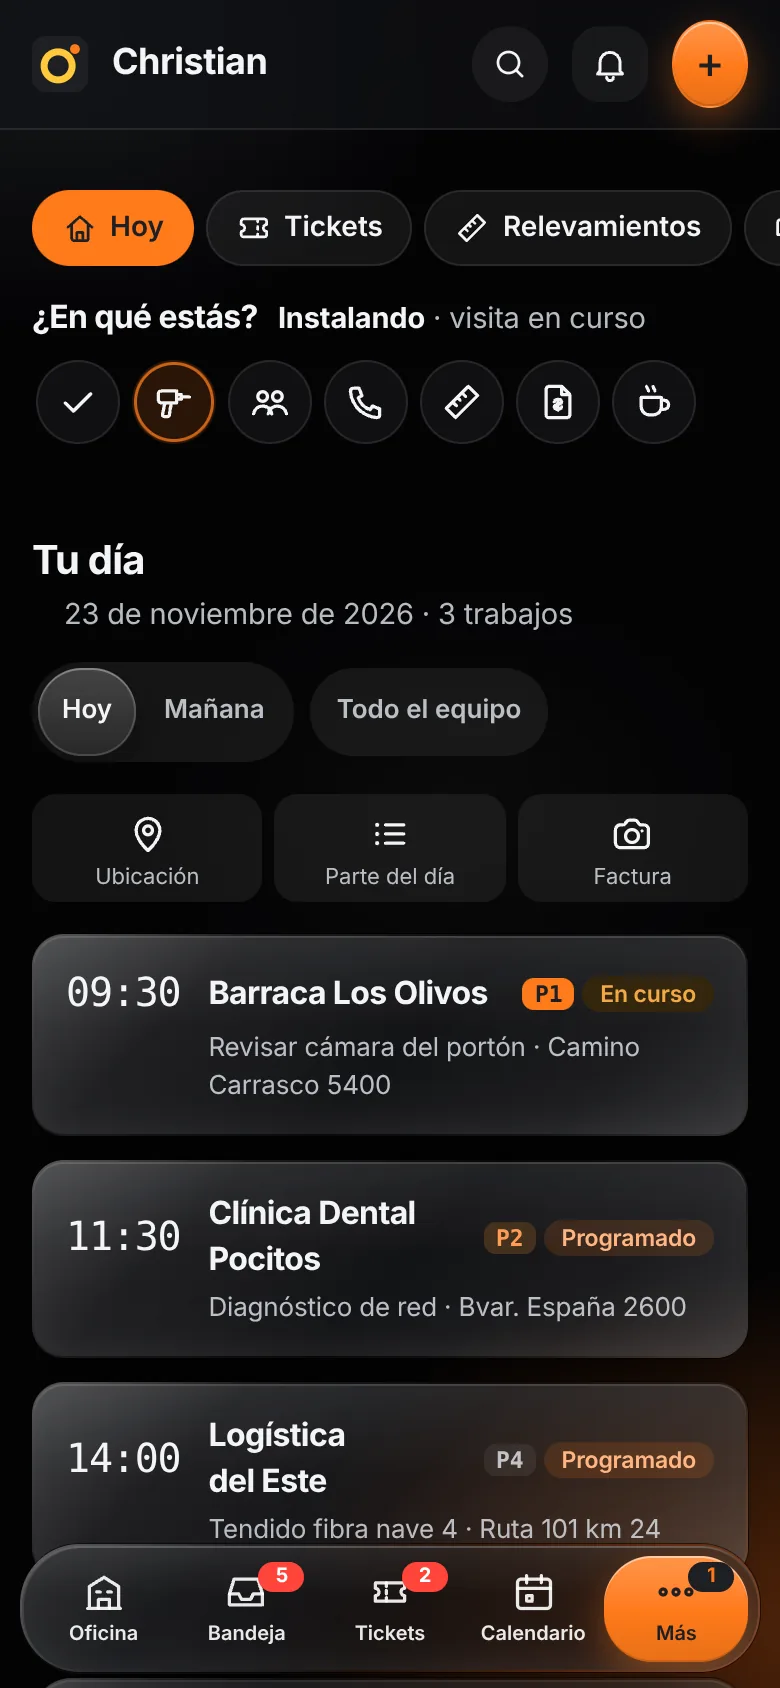 Christian
Hoy
Tickets
Relevamientos
¿En qué estás? Instalando · visita en curso
Tu día
23 de noviembre de 2026 · 3 trabajos
Hoy
Mañana
Todo el equipo
Ubicación
Parte del día
Factura
09:30
Barraca Los Olivos
P1
En curso
Revisar cámara del portón · Camino
Carrasco 5400
11:30
Clínica Dental
Pocitos
P2
Programado
Diagnóstico de red · Bvar. España 2600
14:00
Logística
del Este
P4
Programado
Tendido fibra nave 4 · Ruta 101 km 24
Oficina
5
Bandeja
2
Tickets
Calendario
1
Más